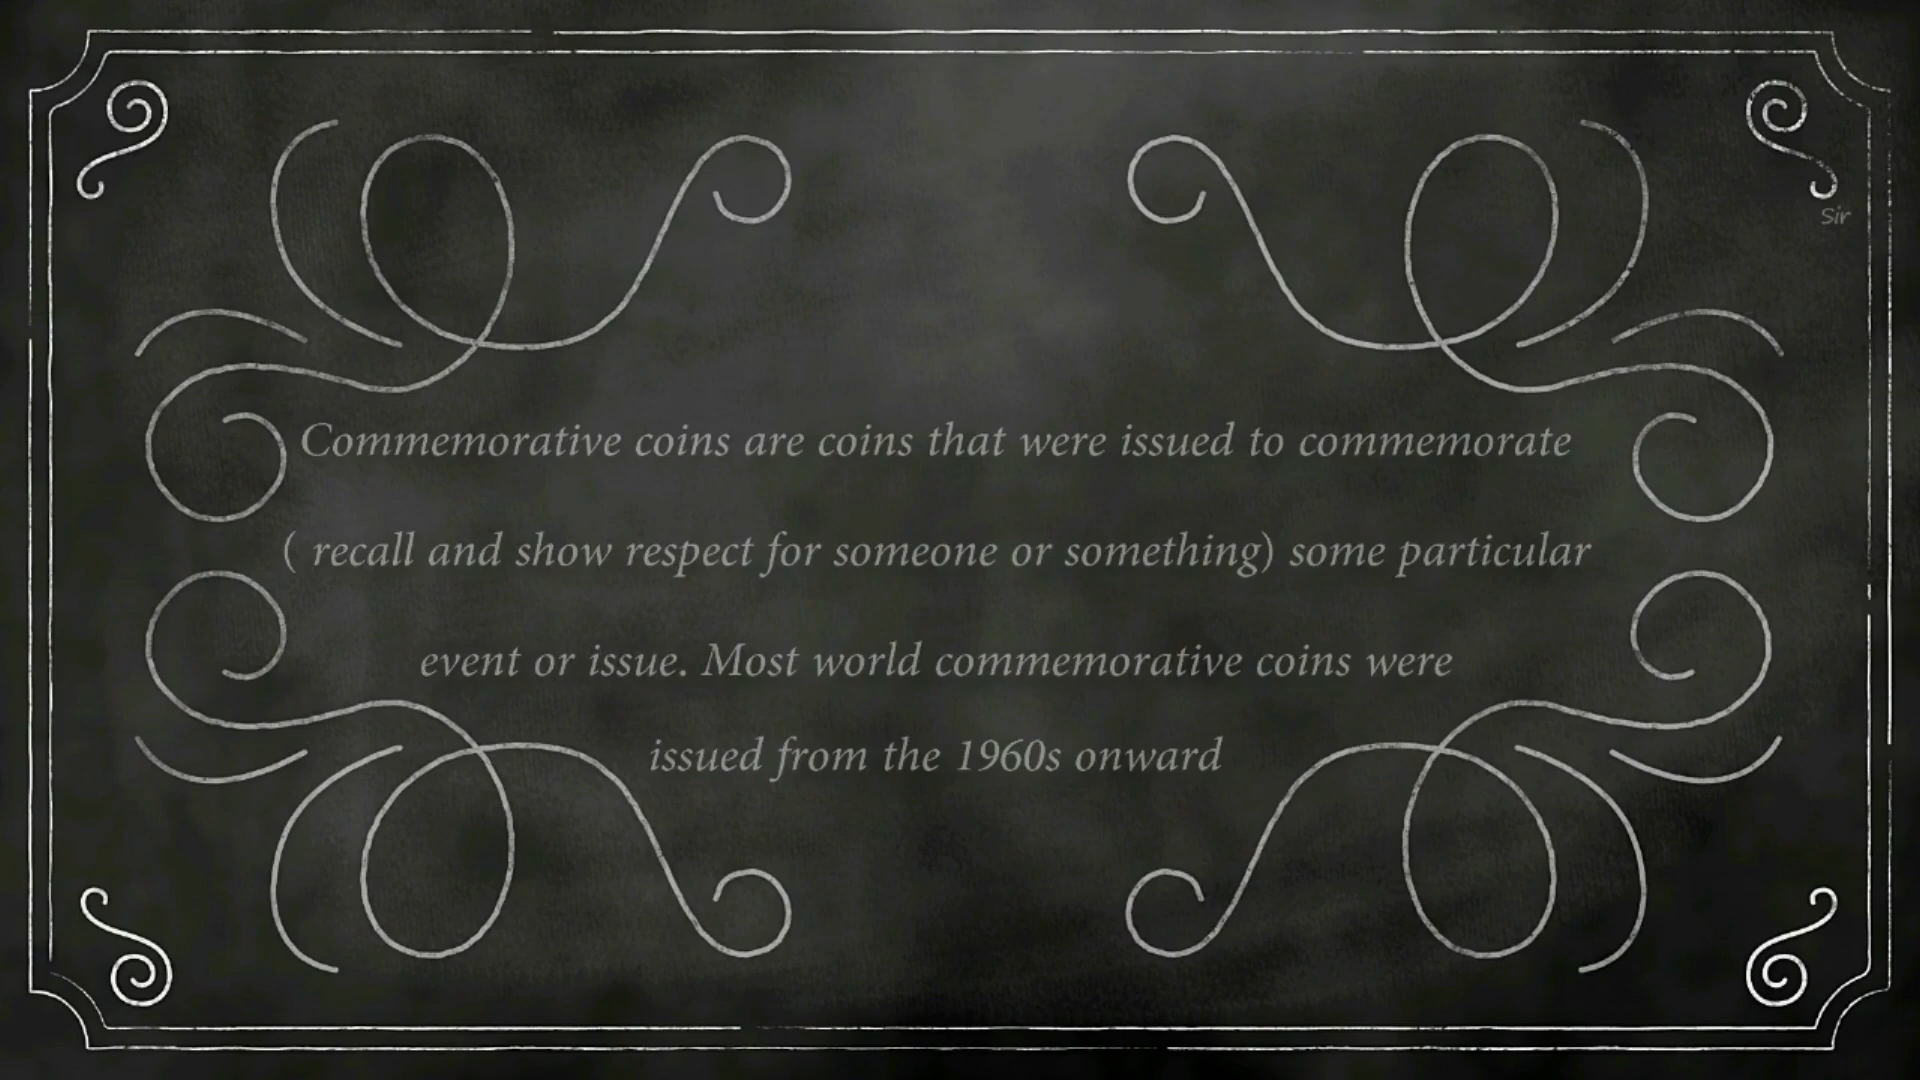 Sir
Commemorative coins are coins that were issued to commemorate
( recall and show respect for someone or something) some particular
event or issue. Most world commemorative coins were
issued from the 1960s onward